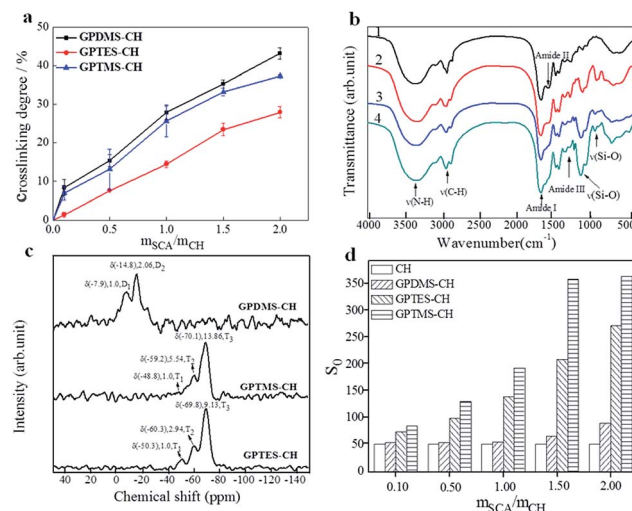 a
GPDMS-CH
GPTES-CH
GPTMS-CH
crosslinking degree / %
50
40
30
20
10
0
0.0 0.5 1.0 1.5 2.0
mSCA/mCH
b
1
2
3
4
Amide II
ν(Si-O)
ν(N-H)
ν(C-H)
Amide I
Amide III
ν(Si-O)
Transmittance (arb.unit)
4000 3500 3000 2500 2000 1500 1000 500
Wavenumber(cm-1)
c
δ(-14.8),2.06,D2
δ(-7.9),1.0,D1
GPDMS-CH
δ(-70.1),13.86,T3
δ(-59.2),5.54,T2
δ(-48.8),1.0,T1
GPTMS-CH
δ(-69.8),9.13,T3
δ(-60.3),2.94,T2
δ(-50.3),1.0,T1
GPTES-CH
Intensity (arb.unit)
40 20 0 -20 -40 -60 -80 -100 -120 -140
Chemical shift (ppm)
d
CH
GPDMS-CH
GPTES-CH
GPTMS-CH
S0
350
300
250
200
150
100
50
0
0.10 0.50 1.00 1.50 2.00
mSCA/mCH